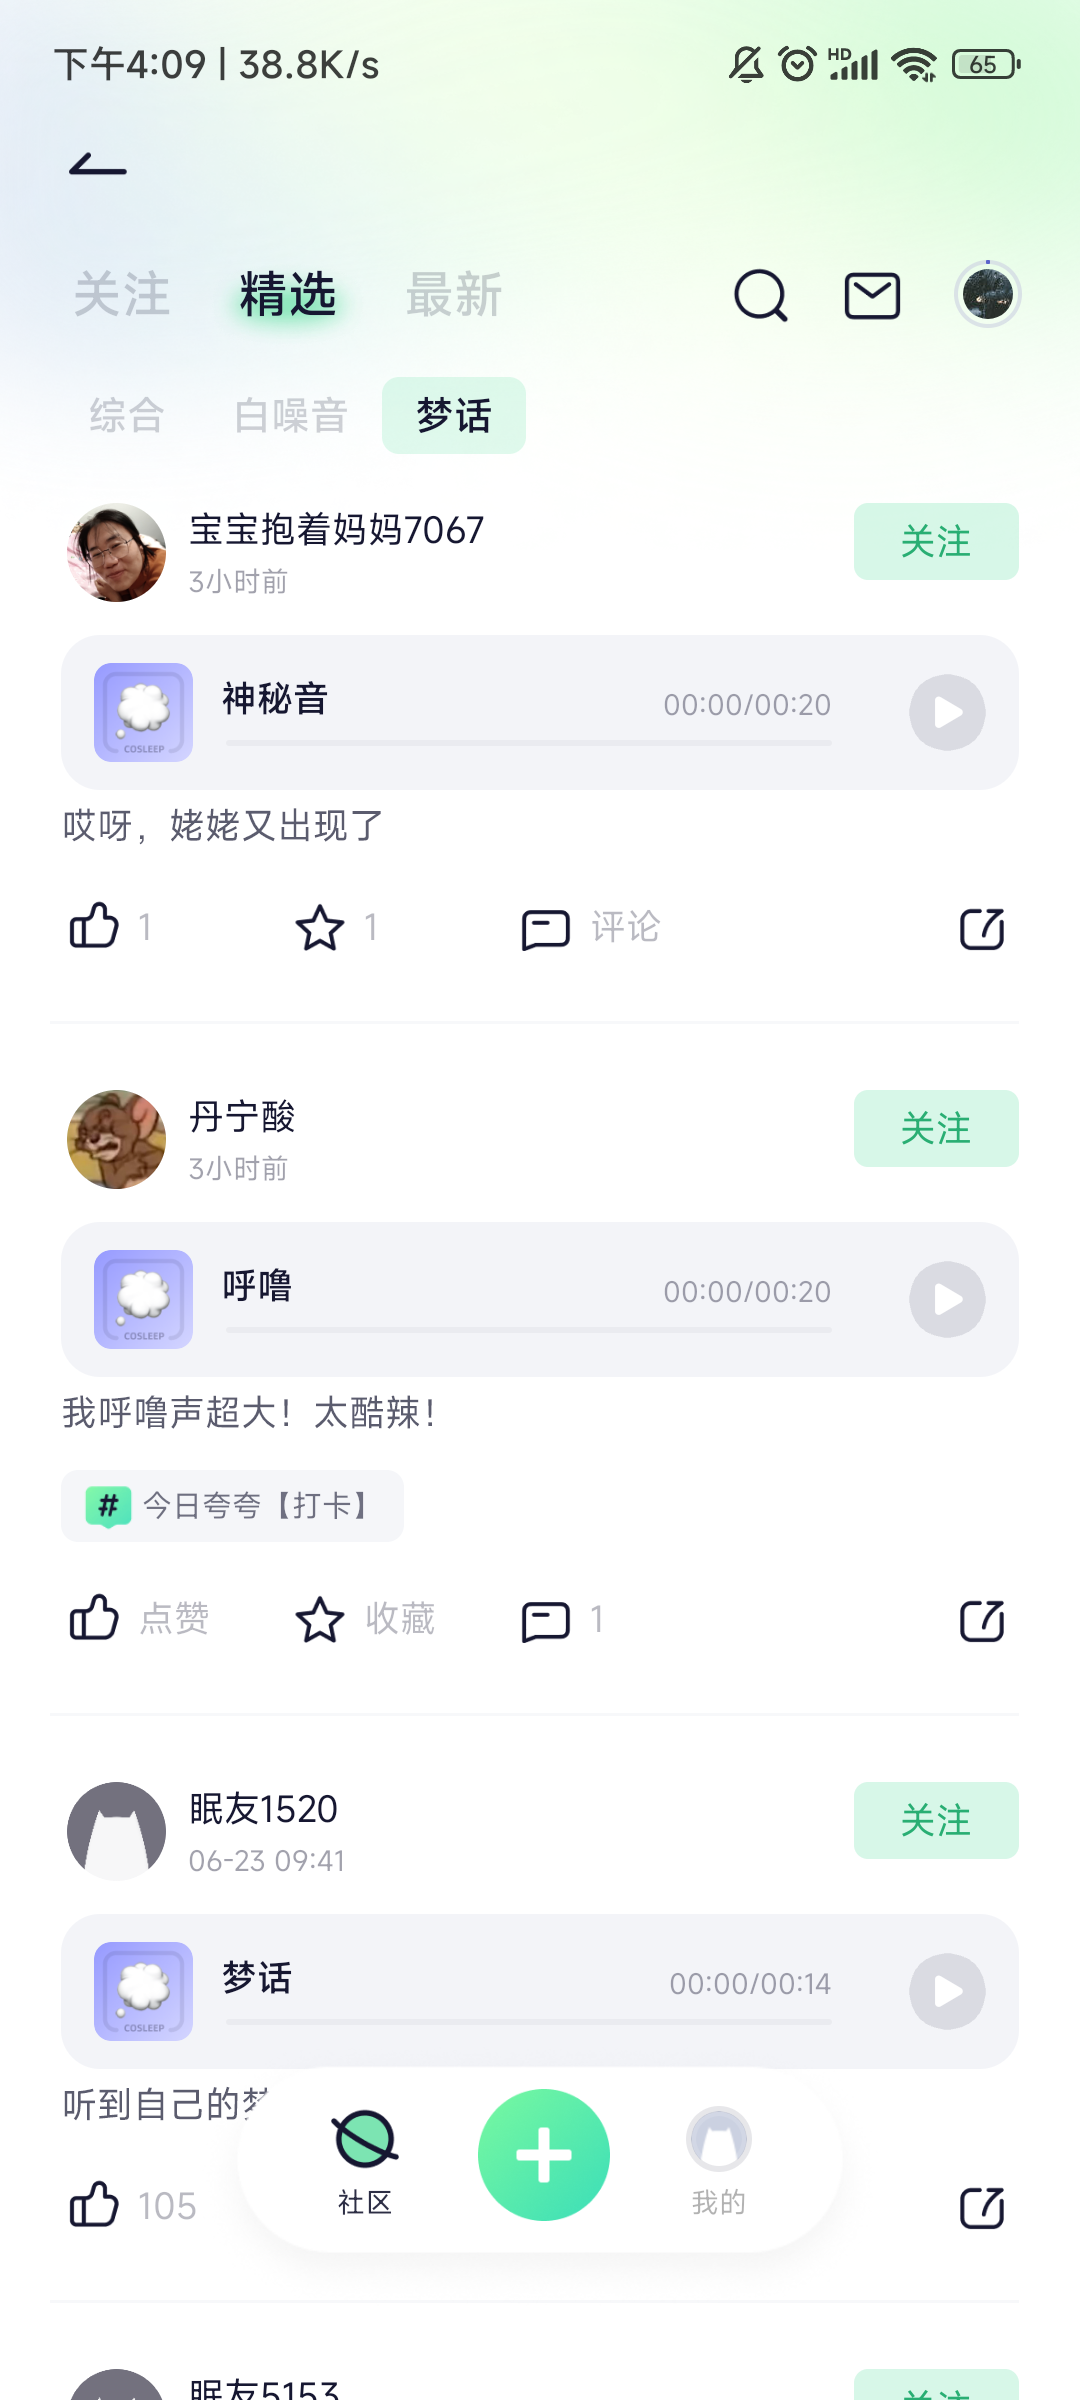 下午4:09 | 38.8K/s
HD
65
关注 精选 最新
综合 白噪音 梦话
宝宝抱着妈妈7067
3小时前
关注
神秘音
00:00/00:20
COSLEEP
哎呀，姥姥又出现了
1 1 评论
丹宁酸
3小时前
关注
呼噜
00:00/00:20
COSLEEP
我呼噜声超大！太酷辣！
# 今日夸夸【打卡】
点赞 收藏 1
眠友1520
06-23 09:41
关注
梦话
00:00/00:14
COSLEEP
听到自己的梦
105
社区
我的
眠友5153
关注